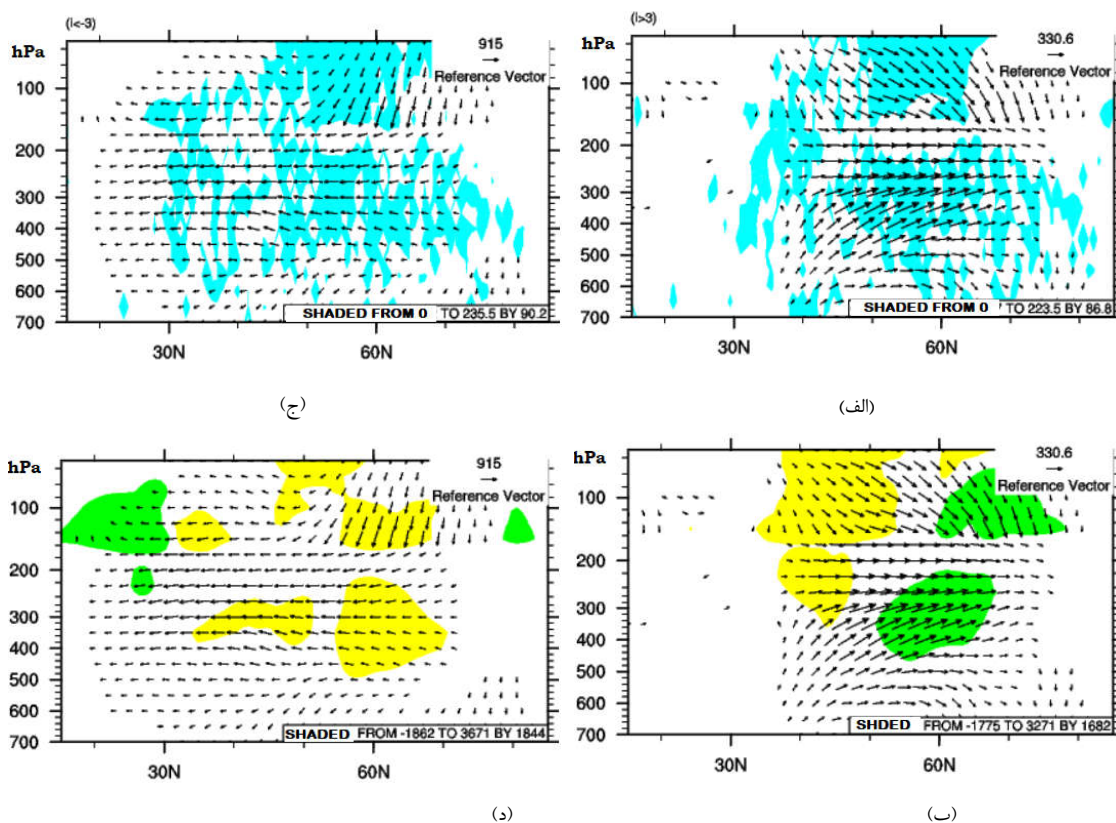 (I<-3)
hPa
915
Reference Vector
100
200
300
400
500
600
700
SHADED FROM 0 TO 235.5 BY 90.2
30N
60N
(ج)
(I>3)
hPa
330.6
Reference Vector
100
200
300
400
500
600
700
SHADED FROM 0 TO 223.5 BY 86.8
30N
60N
(الف)
hPa
915
Reference Vector
100
200
300
400
500
600
700
SHADED FROM -1862 TO 3671 BY 1844
30N
60N
(د)
hPa
330.6
Reference Vector
100
200
300
400
500
600
700
SHDED FROM -1775 TO 3271 BY 1682
30N
60N
(ب)